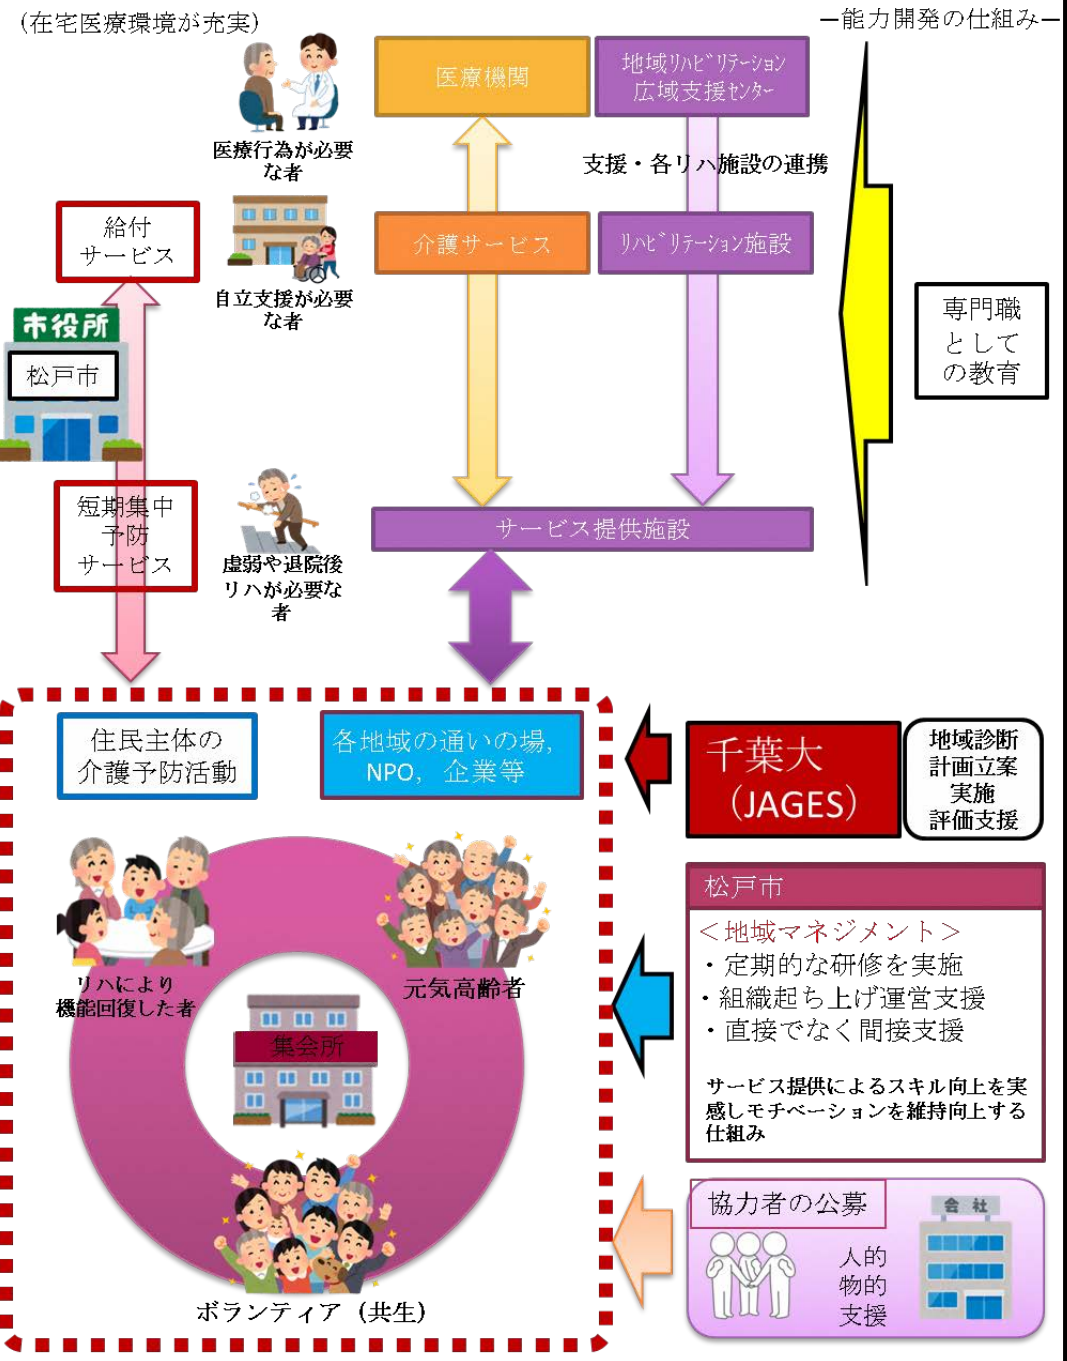 (在宅医療環境が充実)
ー能力開発の仕組みー
医療機関
地域ﾘﾊﾋﾞﾘﾃｰｼｮﾝ
広域支援ｾﾝﾀｰ
医療行為が必要
な者
支援・各リハ施設の連携
給付
サービス
介護サービス
ﾘﾊﾋﾞﾘﾃｰｼｮﾝ施設
自立支援が必要
な者
市役所
松戸市
専門職
として
の教育
短期集中
予防
サービス
サービス提供施設
虚弱や退院後
リハが必要な
者
住民主体の
介護予防活動
各地域の通いの場,
NPO, 企業等
千葉大
(JAGES)
地域診断
計画立案
実施
評価支援
リハにより
機能回復した者
元気高齢者
集会所
ボランティア (共生)
松戸市
＜地域マネジメント＞
・定期的な研修を実施
・組織起ち上げ運営支援
・直接でなく間接支援
サービス提供によるスキル向上を実
感しモチベーションを維持向上する
仕組み
協力者の公募
会社
人的
物的
支援